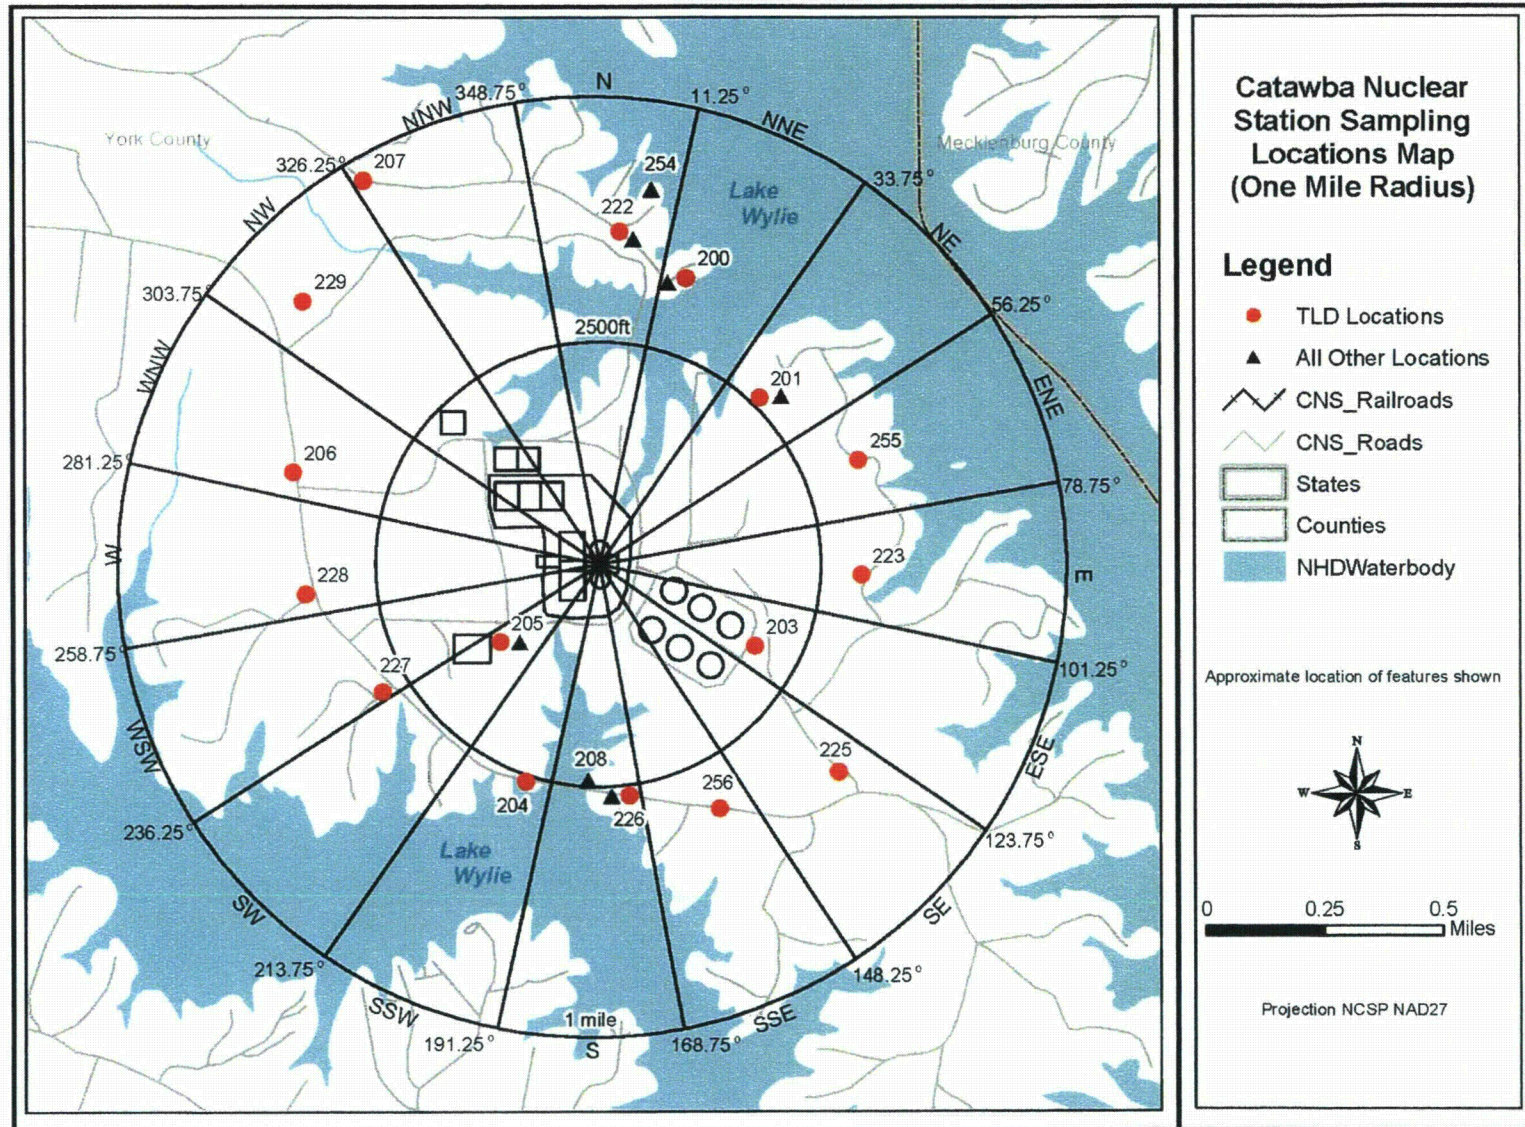 Catawba Nuclear
Station Sampling
Locations Map
(One Mile Radius)
Legend
TLD Locations
All Other Locations
CNS_Railroads
CNS_Roads
States
Counties
NHDWaterbody
Approximate location of features shown
N
W
E
S
0
0.25
0.5
Miles
Projection NCSP NAD27
York County
Mecklenburg County
Lake
Wylie
Lake
Wylie
N
11.25°
NNE
33.75°
NE
56.25°
ENE
78.75°
E
101.25°
ESE
123.75°
SE
148.25°
SSE
168.75°
S
1 mile
191.25°
SSW
213.75°
SW
236.25°
WSW
258.75°
W
281.25°
WNW
303.75°
NW
326.25°
NNW
348.75°
2500ft
207
254
222
200
229
201
255
206
223
228
205
203
227
208
225
204
226
256